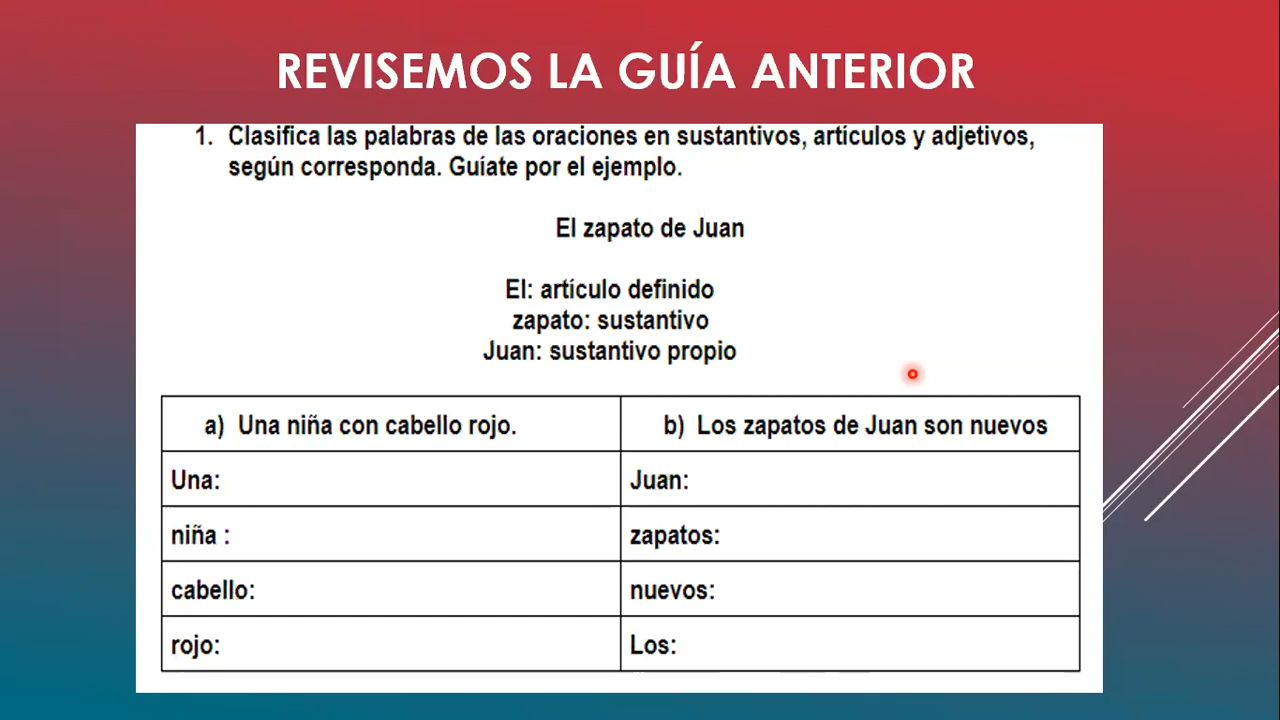 REVISEMOS LA GUÍA ANTERIOR
1. Clasifica las palabras de las oraciones en sustantivos, artículos y adjetivos,
según corresponda. Guíate por el ejemplo.
El zapato de Juan
El: artículo definido
zapato: sustantivo
Juan: sustantivo propio
a) Una niña con cabello rojo.
b) Los zapatos de Juan son nuevos
Una:
Juan:
niña :
zapatos:
cabello:
nuevos:
rojo:
Los: